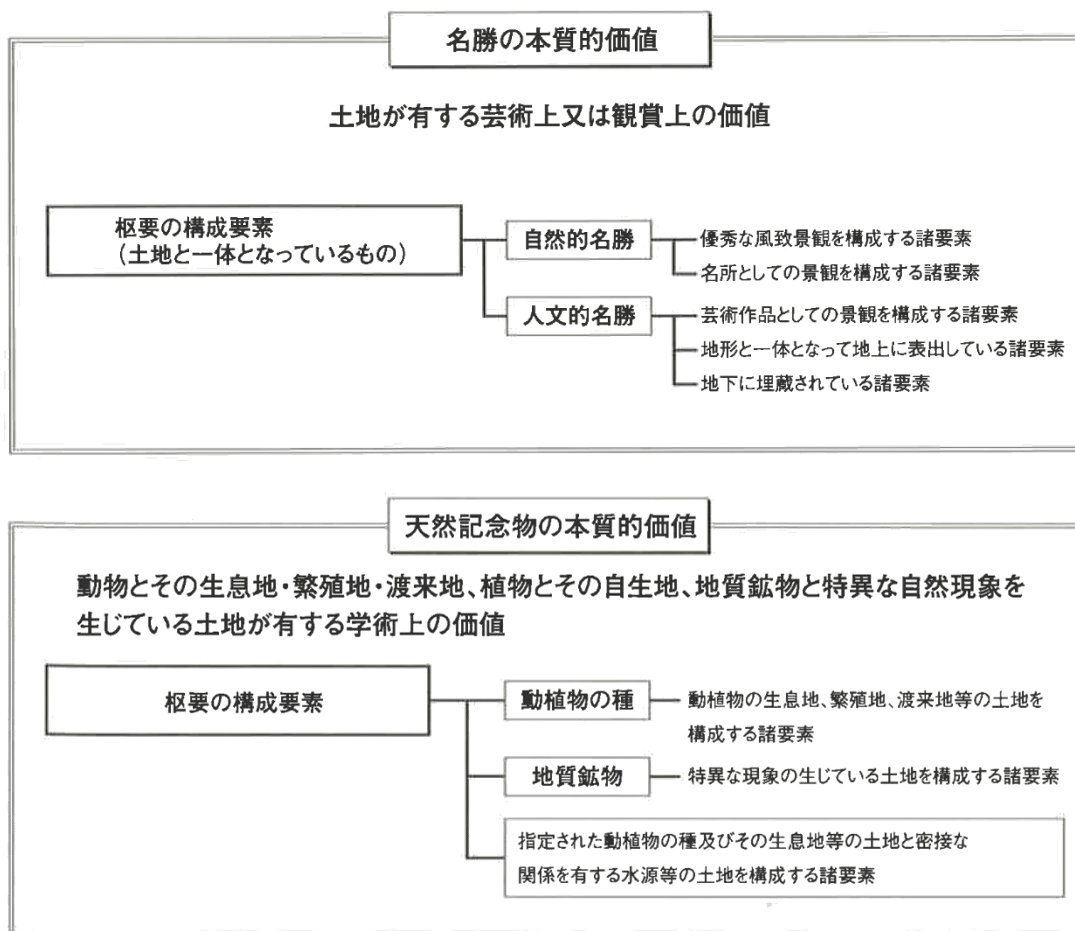 名勝の本質的価値
土地が有する芸術上又は観賞上の価値
枢要の構成要素
（土地と一体となっているもの）
自然的名勝
優秀な風致景観を構成する諸要素
名所としての景観を構成する諸要素
人文的名勝
芸術作品としての景観を構成する諸要素
地形と一体となって地上に表出している諸要素
地下に埋蔵されている諸要素
天然記念物の本質的価値
動物とその生息地・繁殖地・渡来地、植物とその自生地、地質鉱物と特異な自然現象を
生じている土地が有する学術上の価値
枢要の構成要素
動植物の種
動植物の生息地、繁殖地、渡来地等の土地を
構成する諸要素
地質鉱物
特異な現象の生じている土地を構成する諸要素
指定された動植物の種及びその生息地等の土地と密接な
関係を有する水源等の土地を構成する諸要素